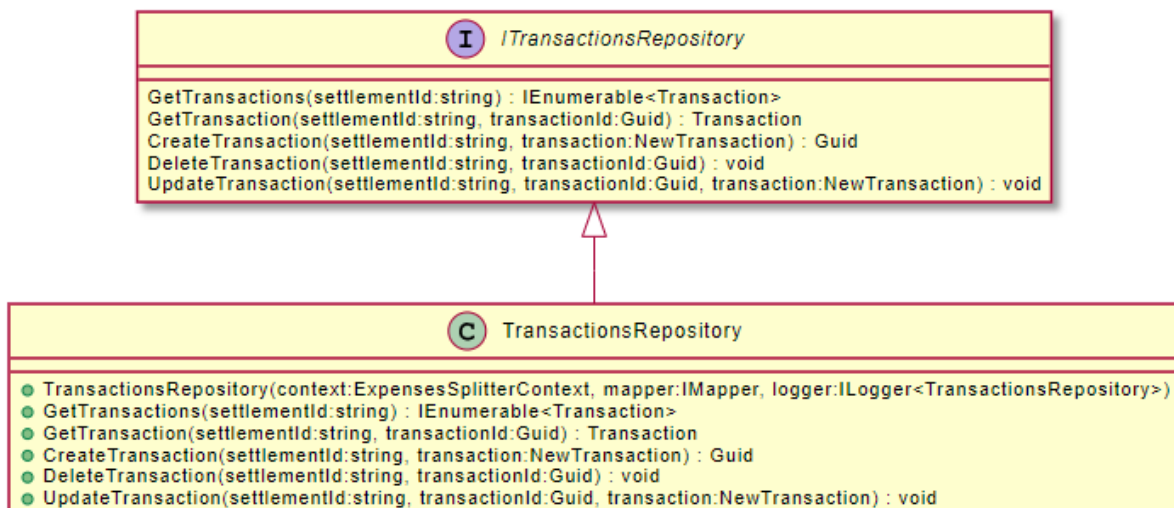 I ITransactionsRepository
GetTransactions(settlementId:string) : IEnumerable<Transaction>
GetTransaction(settlementId:string, transactionId:Guid) : Transaction
CreateTransaction(settlementId:string, transaction:NewTransaction) : Guid
DeleteTransaction(settlementId:string, transactionId:Guid) : void
UpdateTransaction(settlementId:string, transactionId:Guid, transaction:NewTransaction) : void
C TransactionsRepository
TransactionsRepository(context:ExpensesSplitterContext, mapper:IMapper, logger:ILogger<TransactionsRepository>)
GetTransactions(settlementId:string) : IEnumerable<Transaction>
GetTransaction(settlementId:string, transactionId:Guid) : Transaction
CreateTransaction(settlementId:string, transaction:NewTransaction) : Guid
DeleteTransaction(settlementId:string, transactionId:Guid) : void
UpdateTransaction(settlementId:string, transactionId:Guid, transaction:NewTransaction) : void